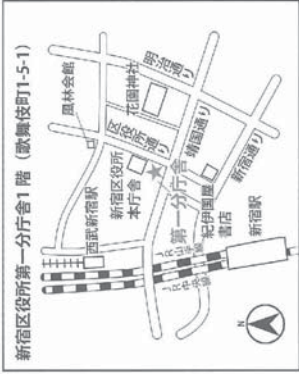 新宿区役所第一分庁舎1階（歌舞伎町1-5-1）
風林会館
花園神社
明治通り
区役所通り
西武新宿駅
新宿区役所
本庁舎
第一分庁舎
靖国通り
紀伊国屋
書店
新宿通り
JR山手線
JR中央線
新宿駅
N